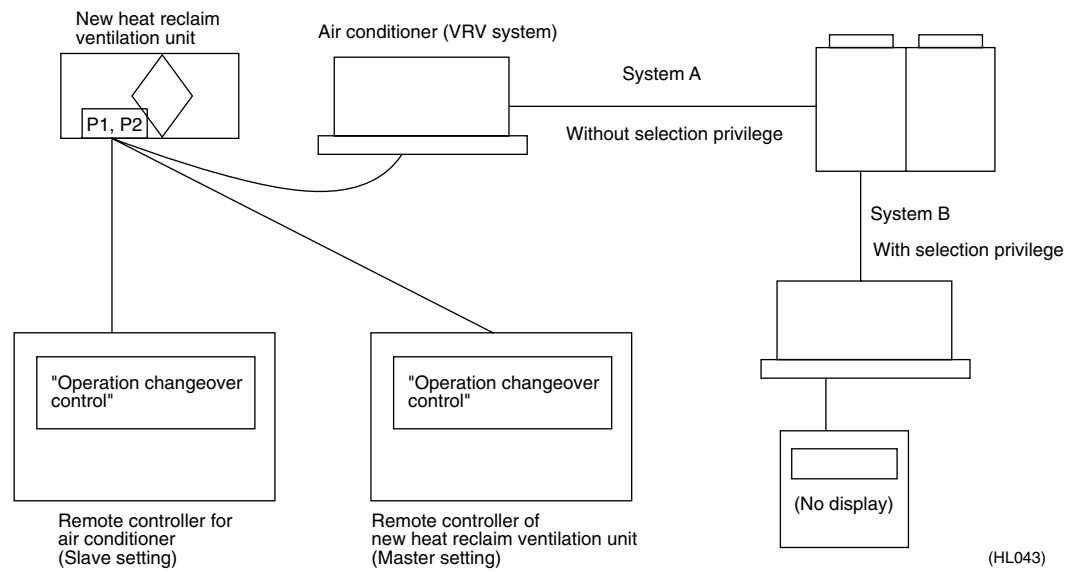 New heat reclaim
ventilation unit
Air conditioner (VRV system)
System A
P1, P2
Without selection privilege
System B
With selection privilege
"Operation changeover
control"
"Operation changeover
control"
(No display)
Remote controller for
air conditioner
(Slave setting)
Remote controller of
new heat reclaim ventilation unit
(Master setting)
(HL043)